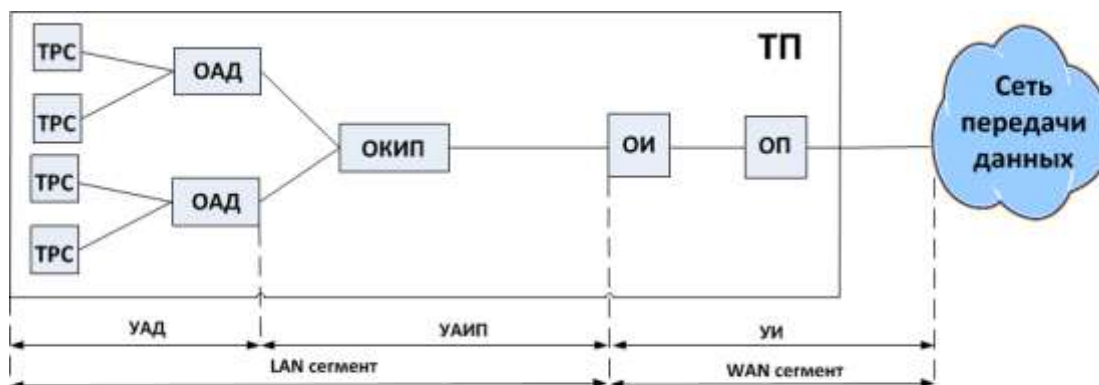 ТП
ТРС
ОАД
ТРС
ОКИП
ОИ
ОП
Сеть
передачи
данных
ТРС
ОАД
ТРС
УАД
УАИП
УИ
LAN сегмент
WAN сегмент